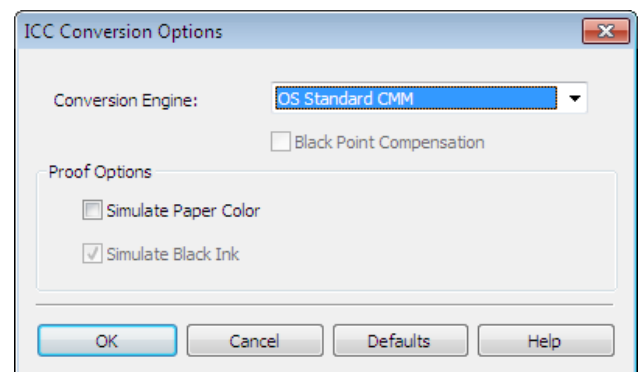 ICC Conversion Options
Conversion Engine: OS Standard CMM
Black Point Compensation
Proof Options
Simulate Paper Color
Simulate Black Ink
OK Cancel Defaults Help